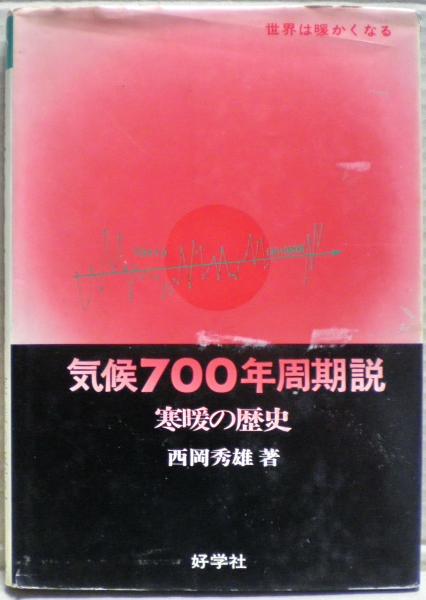 世界は暖かくなる
気候700年周期説
寒暖の歴史
西岡秀雄著
好学社